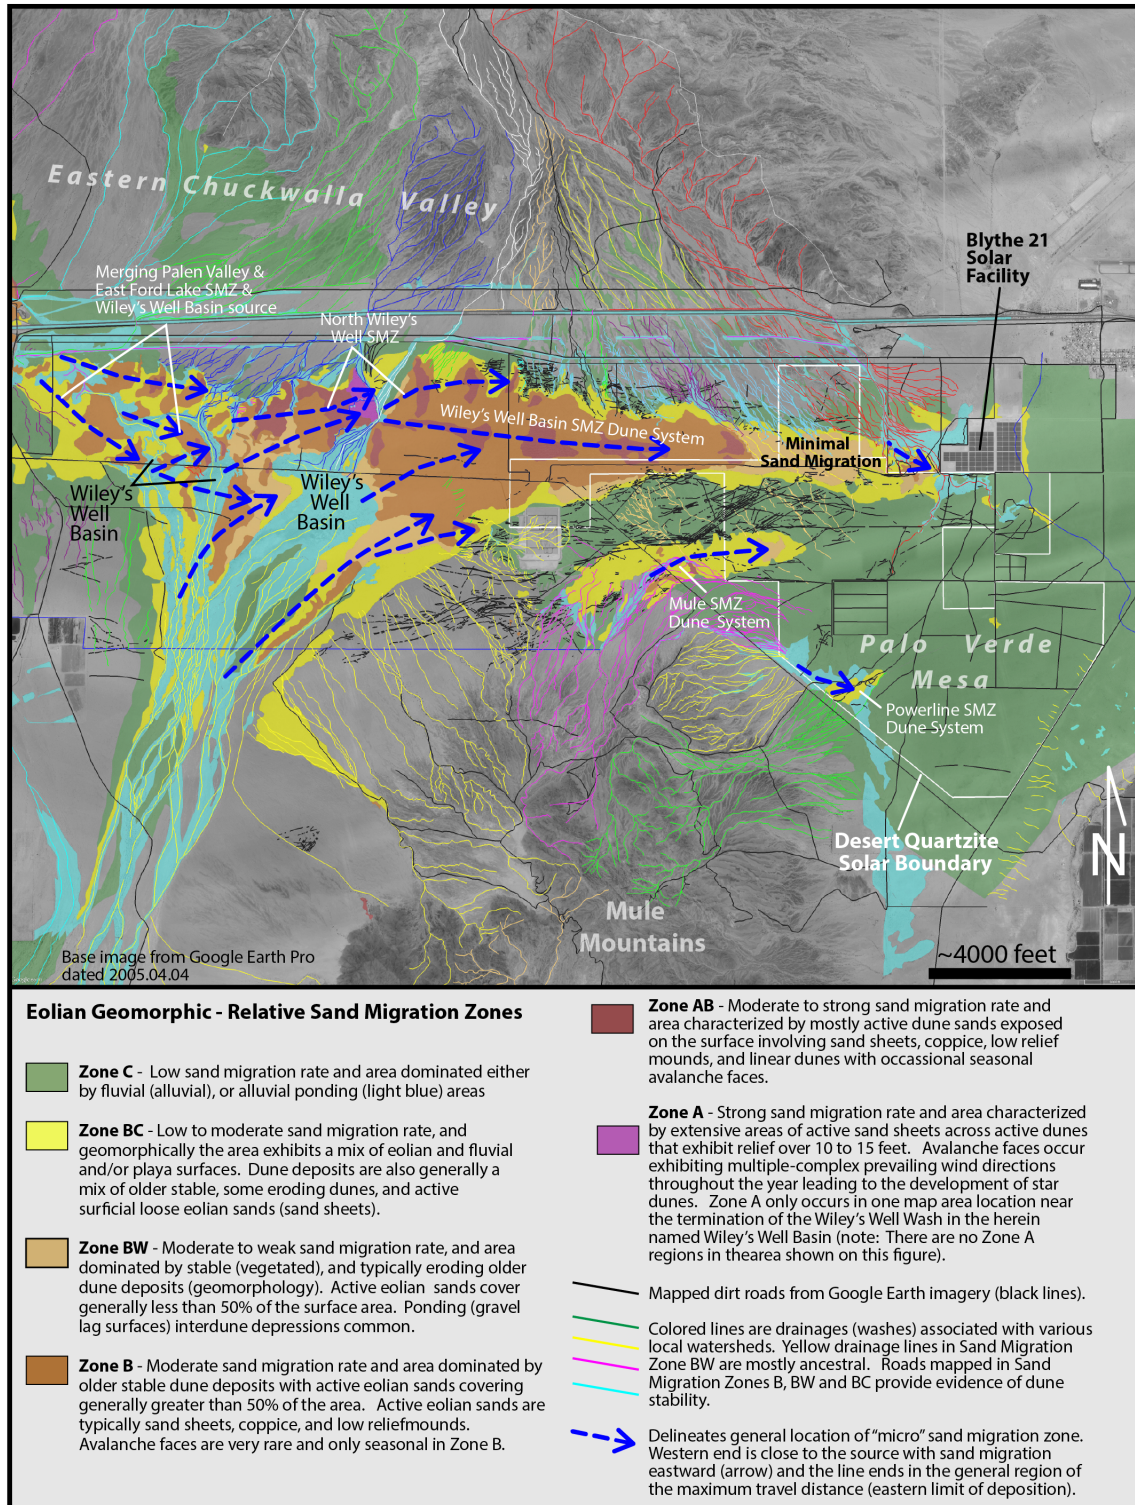 Eastern Chuckwalla Valley
Blythe 21
Solar
Facility
Merging Palen Valley &
East Ford Lake SMZ &
Wiley's Well Basin source
North Wiley's
Well SMZ
Wiley's Well Basin SMZ Dune System
Minimal
Sand Migration
Wiley's
Well
Basin
Wiley's
Well
Basin
Mule SMZ
Dune System
Palo Verde
Mesa
Powerline SMZ
Dune System
Desert Quartzite
Solar Boundary
N
Mule
Mountains
~4000 feet
Base image from Google Earth Pro
dated 2005.04.04
Eolian Geomorphic - Relative Sand Migration Zones
Zone C - Low sand migration rate and area dominated either
by fluvial (alluvial), or alluvial ponding (light blue) areas
Zone BC - Low to moderate sand migration rate, and
geomorphically the area exhibits a mix of eolian and fluvial
and/or playa surfaces. Dune deposits are also generally a
mix of older stable, some eroding dunes, and active
surficial loose eolian sands (sand sheets).
Zone BW - Moderate to weak sand migration rate, and area
dominated by stable (vegetated), and typically eroding older
dune deposits (geomorphology). Active eolian sands cover
generally less than 50% of the surface area. Ponding (gravel
lag surfaces) interdune depressions common.
Zone B - Moderate sand migration rate and area dominated by
older stable dune deposits with active eolian sands covering
generally greater than 50% of the area. Active eolian sands are
typically sand sheets, coppice, and low reliefmounds.
Avalanche faces are very rare and only seasonal in Zone B.
Zone AB - Moderate to strong sand migration rate and
area characterized by mostly active dune sands exposed
on the surface involving sand sheets, coppice, low relief
mounds, and linear dunes with occassional seasonal
avalanche faces.
Zone A - Strong sand migration rate and area characterized
by extensive areas of active sand sheets across active dunes
that exhibit relief over 10 to 15 feet. Avalanche faces occur
exhibiting multiple-complex prevailing wind directions
throughout the year leading to the development of star
dunes. Zone A only occurs in one map area location near
the termination of the Wiley's Well Wash in the herein
named Wiley's Well Basin (note: There are no Zone A
regions in thearea shown on this figure).
Mapped dirt roads from Google Earth imagery (black lines).
Colored lines are drainages (washes) associated with various
local watersheds. Yellow drainage lines in Sand Migration
Zone BW are mostly ancestral. Roads mapped in Sand
Migration Zones B, BW and BC provide evidence of dune
stability.
Delineates general location of "micro" sand migration zone.
Western end is close to the source with sand migration
eastward (arrow) and the line ends in the general region of
the maximum travel distance (eastern limit of deposition).